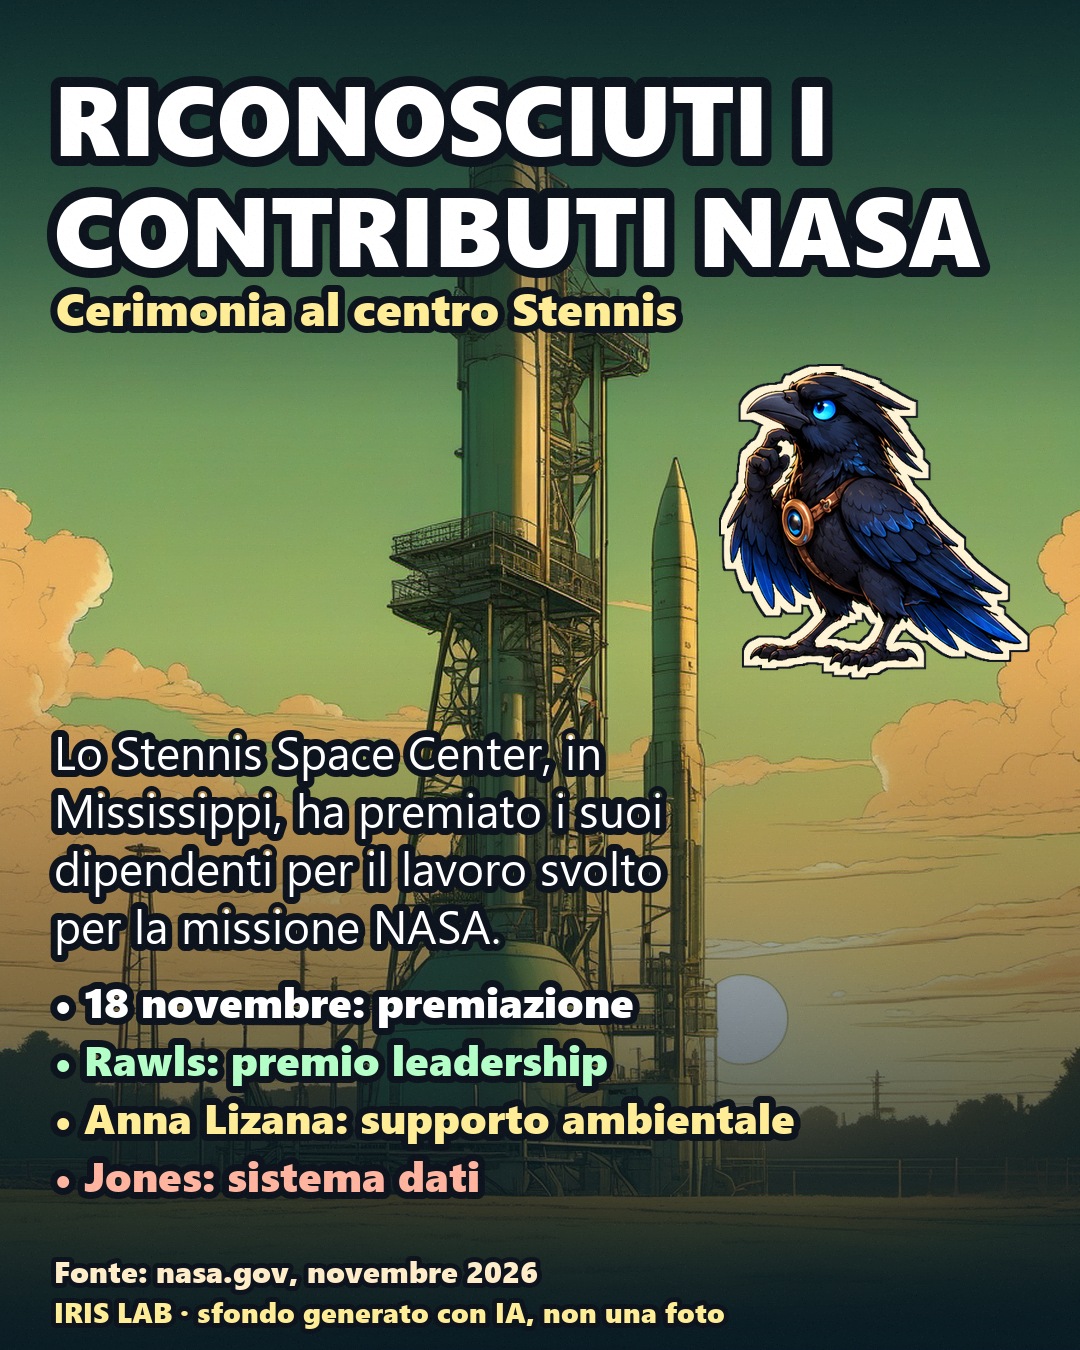 RICONOSCIUTI I
CONTRIBUTI NASA
Cerimonia al centro Stennis
Lo Stennis Space Center, in
Mississippi, ha premiato i suoi
dipendenti per il lavoro svolto
per la missione NASA.
• 18 novembre: premiazione
• Rawls: premio leadership
• Anna Lizana: supporto ambientale
• Jones: sistema dati
Fonte: nasa.gov, novembre 2026
IRIS LAB · sfondo generato con IA, non una foto